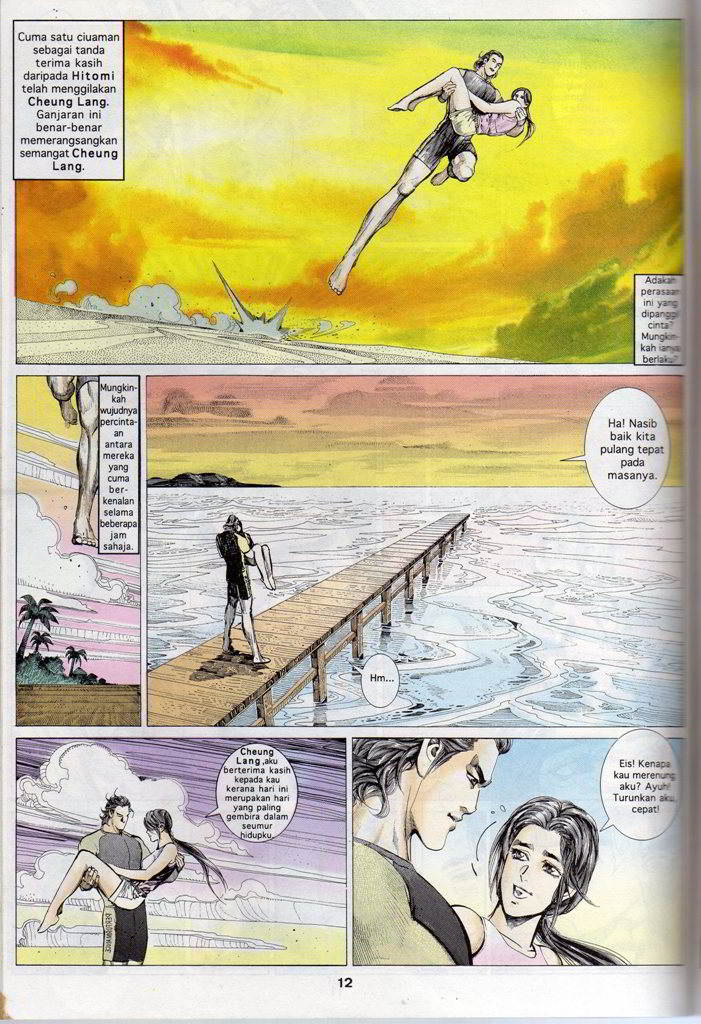 Cuma satu ciuaman
sebagai tanda
terima kasih
daripada Hitomi
telah menggilakan
Cheung Lang.
Ganjaran ini
benar-benar
memerangsangkan
semangat Cheung
Lang.
Adakah
perasaan
ini yang
dipanggil
cinta?
Mungkin-
kah ianya
berlaku?
Mungkin-
kah
wujudnya
percinta-
an
antara
mereka
yang
cuma
ber-
kenalan
selama
beberapa
jam
sahaja.
Ha! Nasib
baik kita
pulang tepat
pada
masanya.
Hm...
Cheung
Lang,aku
berterima kasih
kepada kau
kerana hari ini
merupakan hari
yang paling
gembira dalam
seumur
hidupku.
Eis! Kenapa
kau merenung
aku? Ayuh!
Turunkan aku,
cepat!
12